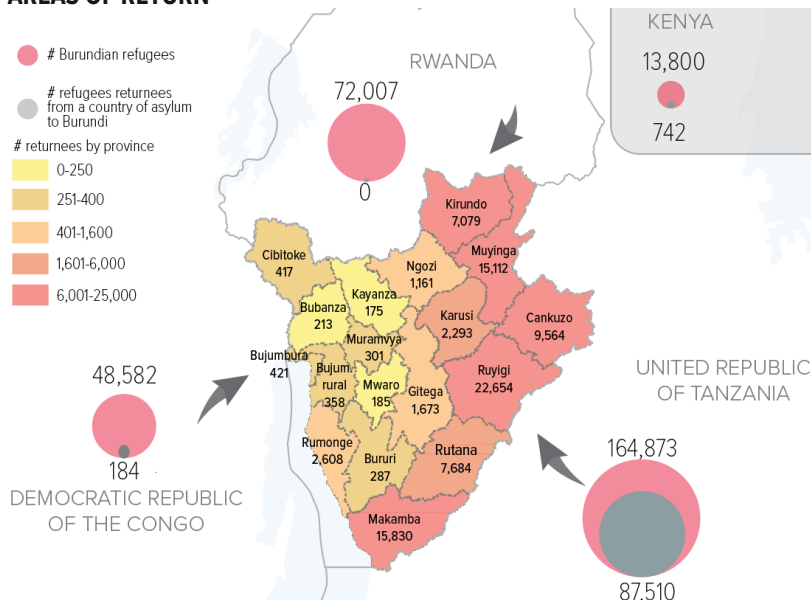 AREAS OF RETURN
# Burundian refugees
# refugees returnees
from a country of asylum
to Burundi
# returnees by province
0-250
251-400
401-1,600
1,601-6,000
6,001-25,000
RWANDA
72,007
0
KENYA
13,800
742
Kirundo
7,079
Muyinga
15,112
Cibitoke
417
Ngozi
1,161
Kayanza
175
Bubanza
213
Karusi
2,293
Cankuzo
9,564
Muramvya
301
Bujumbura
421
Bujum.
rural
358
Mwaro
185
Gitega
1,673
Ruyigi
22,654
Rumonge
2,608
Bururi
287
Rutana
7,684
Makamba
15,830
48,582
184
DEMOCRATIC REPUBLIC
OF THE CONGO
UNITED REPUBLIC
OF TANZANIA
164,873
87,510